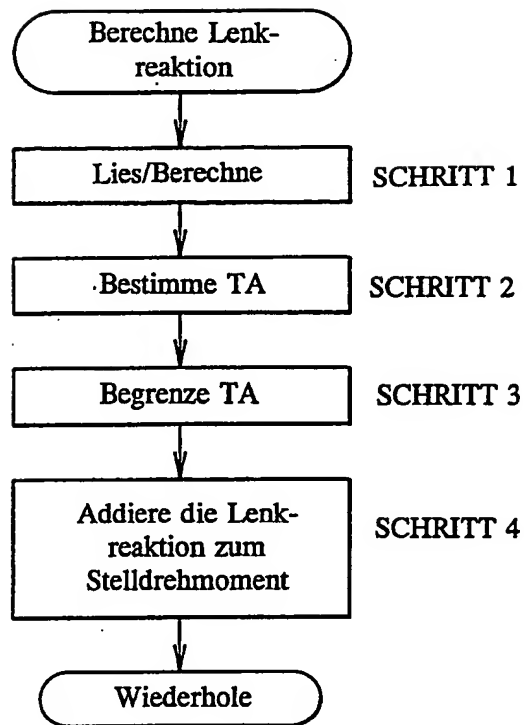 Berechne Lenk-
reaktion
Lies/Berechne
SCHRITT 1
Bestimme TA
SCHRITT 2
Begrenze TA
SCHRITT 3
Addiere die Lenk-
reaktion zum
Stelldrehmoment
SCHRITT 4
Wiederhole